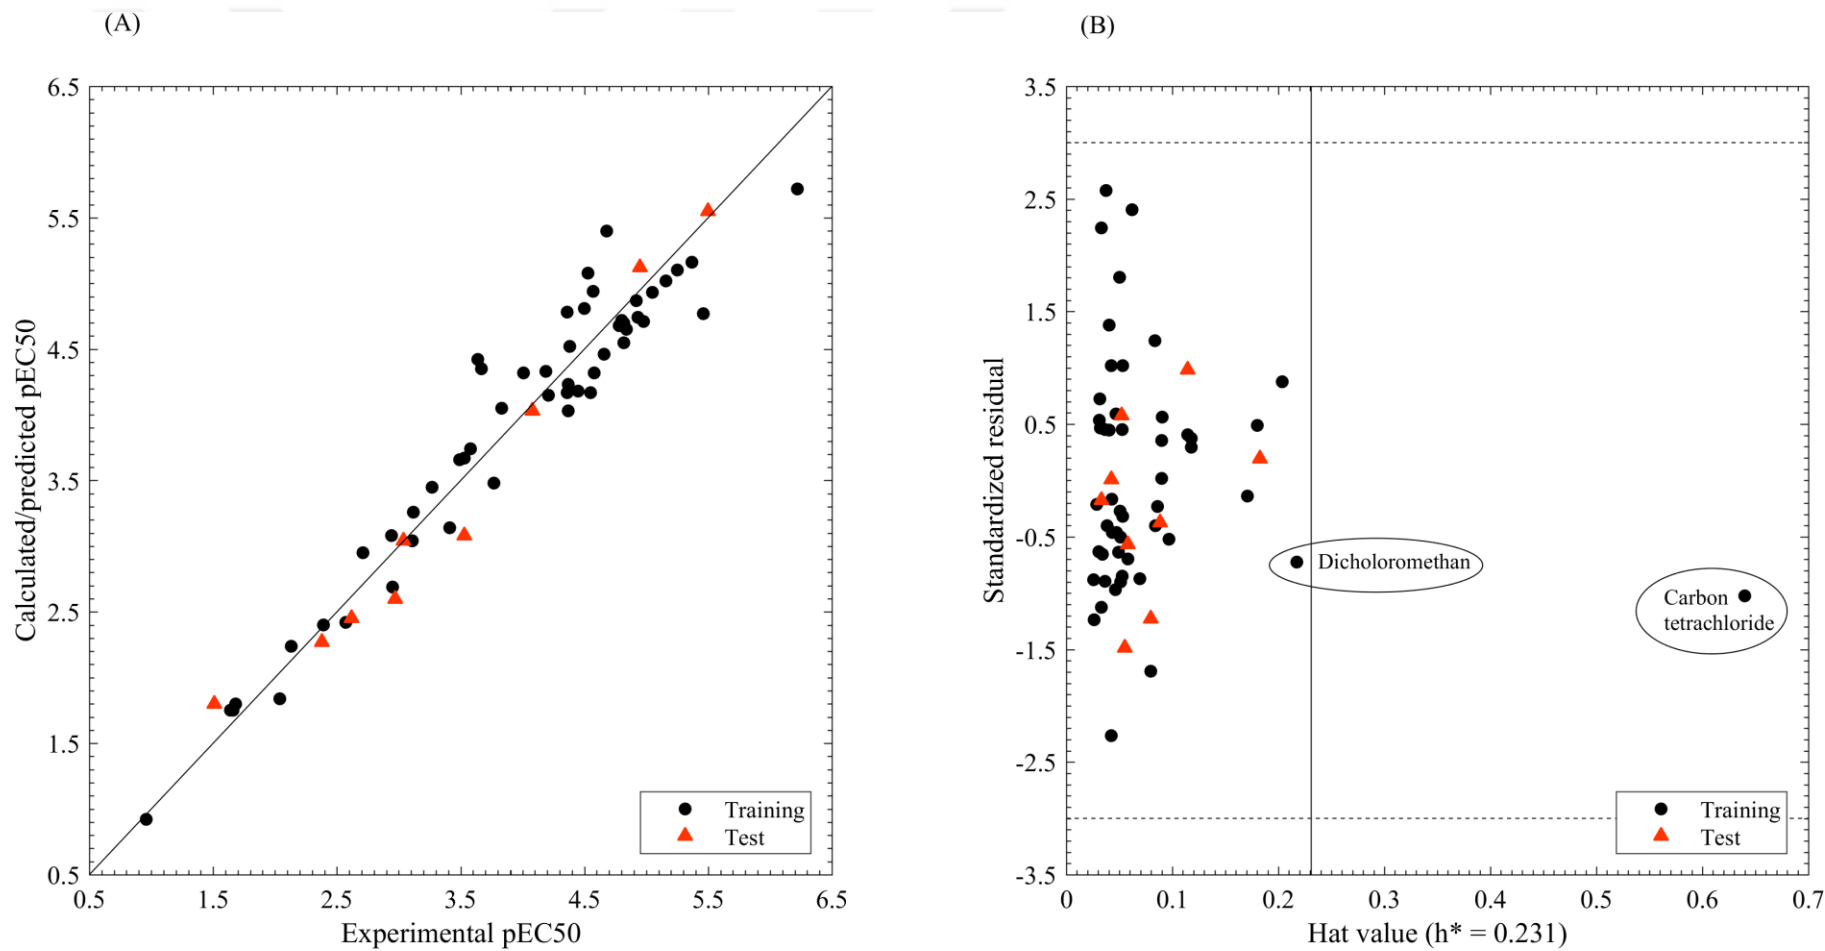 (A)
(B)
6.5
5.5
4.5
3.5
2.5
1.5
0.5
Calculated/predicted pEC50
0.5 1.5 2.5 3.5 4.5 5.5 6.5
Experimental pEC50
Training
Test
3.5
2.5
1.5
0.5
-0.5
-1.5
-2.5
-3.5
Standardized residual
Dicholoromethan
Carbon
tetrachloride
Training
Test
0 0.1 0.2 0.3 0.4 0.5 0.6 0.7
Hat value (h* = 0.231)